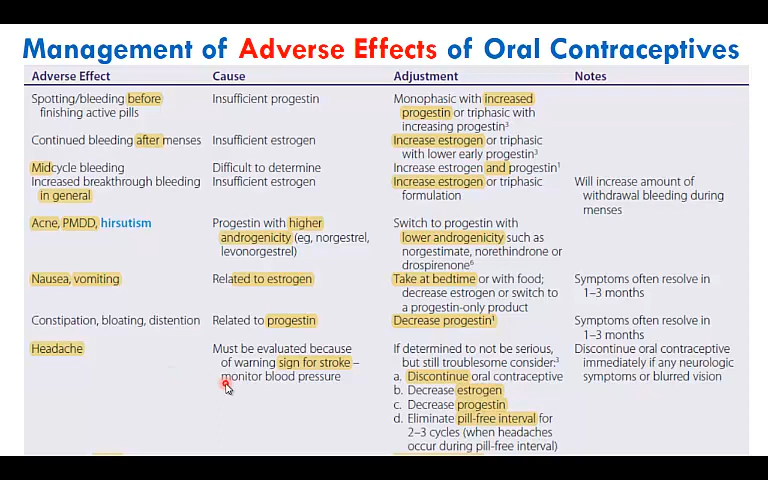 Management of Adverse Effects of Oral Contraceptives
Adverse Effect Cause Adjustment Notes
Spotting/bleeding before Insufficient progestin Monophasic with increased
finishing active pills progestin or triphasic with
increasing progestin³
Continued bleeding after menses Insufficient estrogen Increase estrogen or triphasic
with lower early progestin³
Midcycle bleeding Difficult to determine Increase estrogen and progestin¹
Increased breakthrough bleeding Insufficient estrogen Increase estrogen or triphasic Will increase amount of
in general formulation withdrawal bleeding during
menses
Acne, PMDD, hirsutism Progestin with higher Switch to progestin with
androgenicity (eg, norgestrel, lower androgenicity such as
levonorgestrel) norgestimate, norethindrone or
drospirenone⁶
Nausea, vomiting Related to estrogen Take at bedtime or with food; Symptoms often resolve in
decrease estrogen or switch to 1–3 months
a progestin-only product
Constipation, bloating, distention Related to progestin Decrease progestin¹ Symptoms often resolve in
1–3 months
Headache Must be evaluated because If determined to not be serious, Discontinue oral contraceptive
of warning sign for stroke– but still troublesome consider:³ immediately if any neurologic
monitor blood pressure a. Discontinue oral contraceptive symptoms or blurred vision
b. Decrease estrogen
c. Decrease progestin
d. Eliminate pill-free interval for
2–3 cycles (when headaches
occur during pill-free interval)